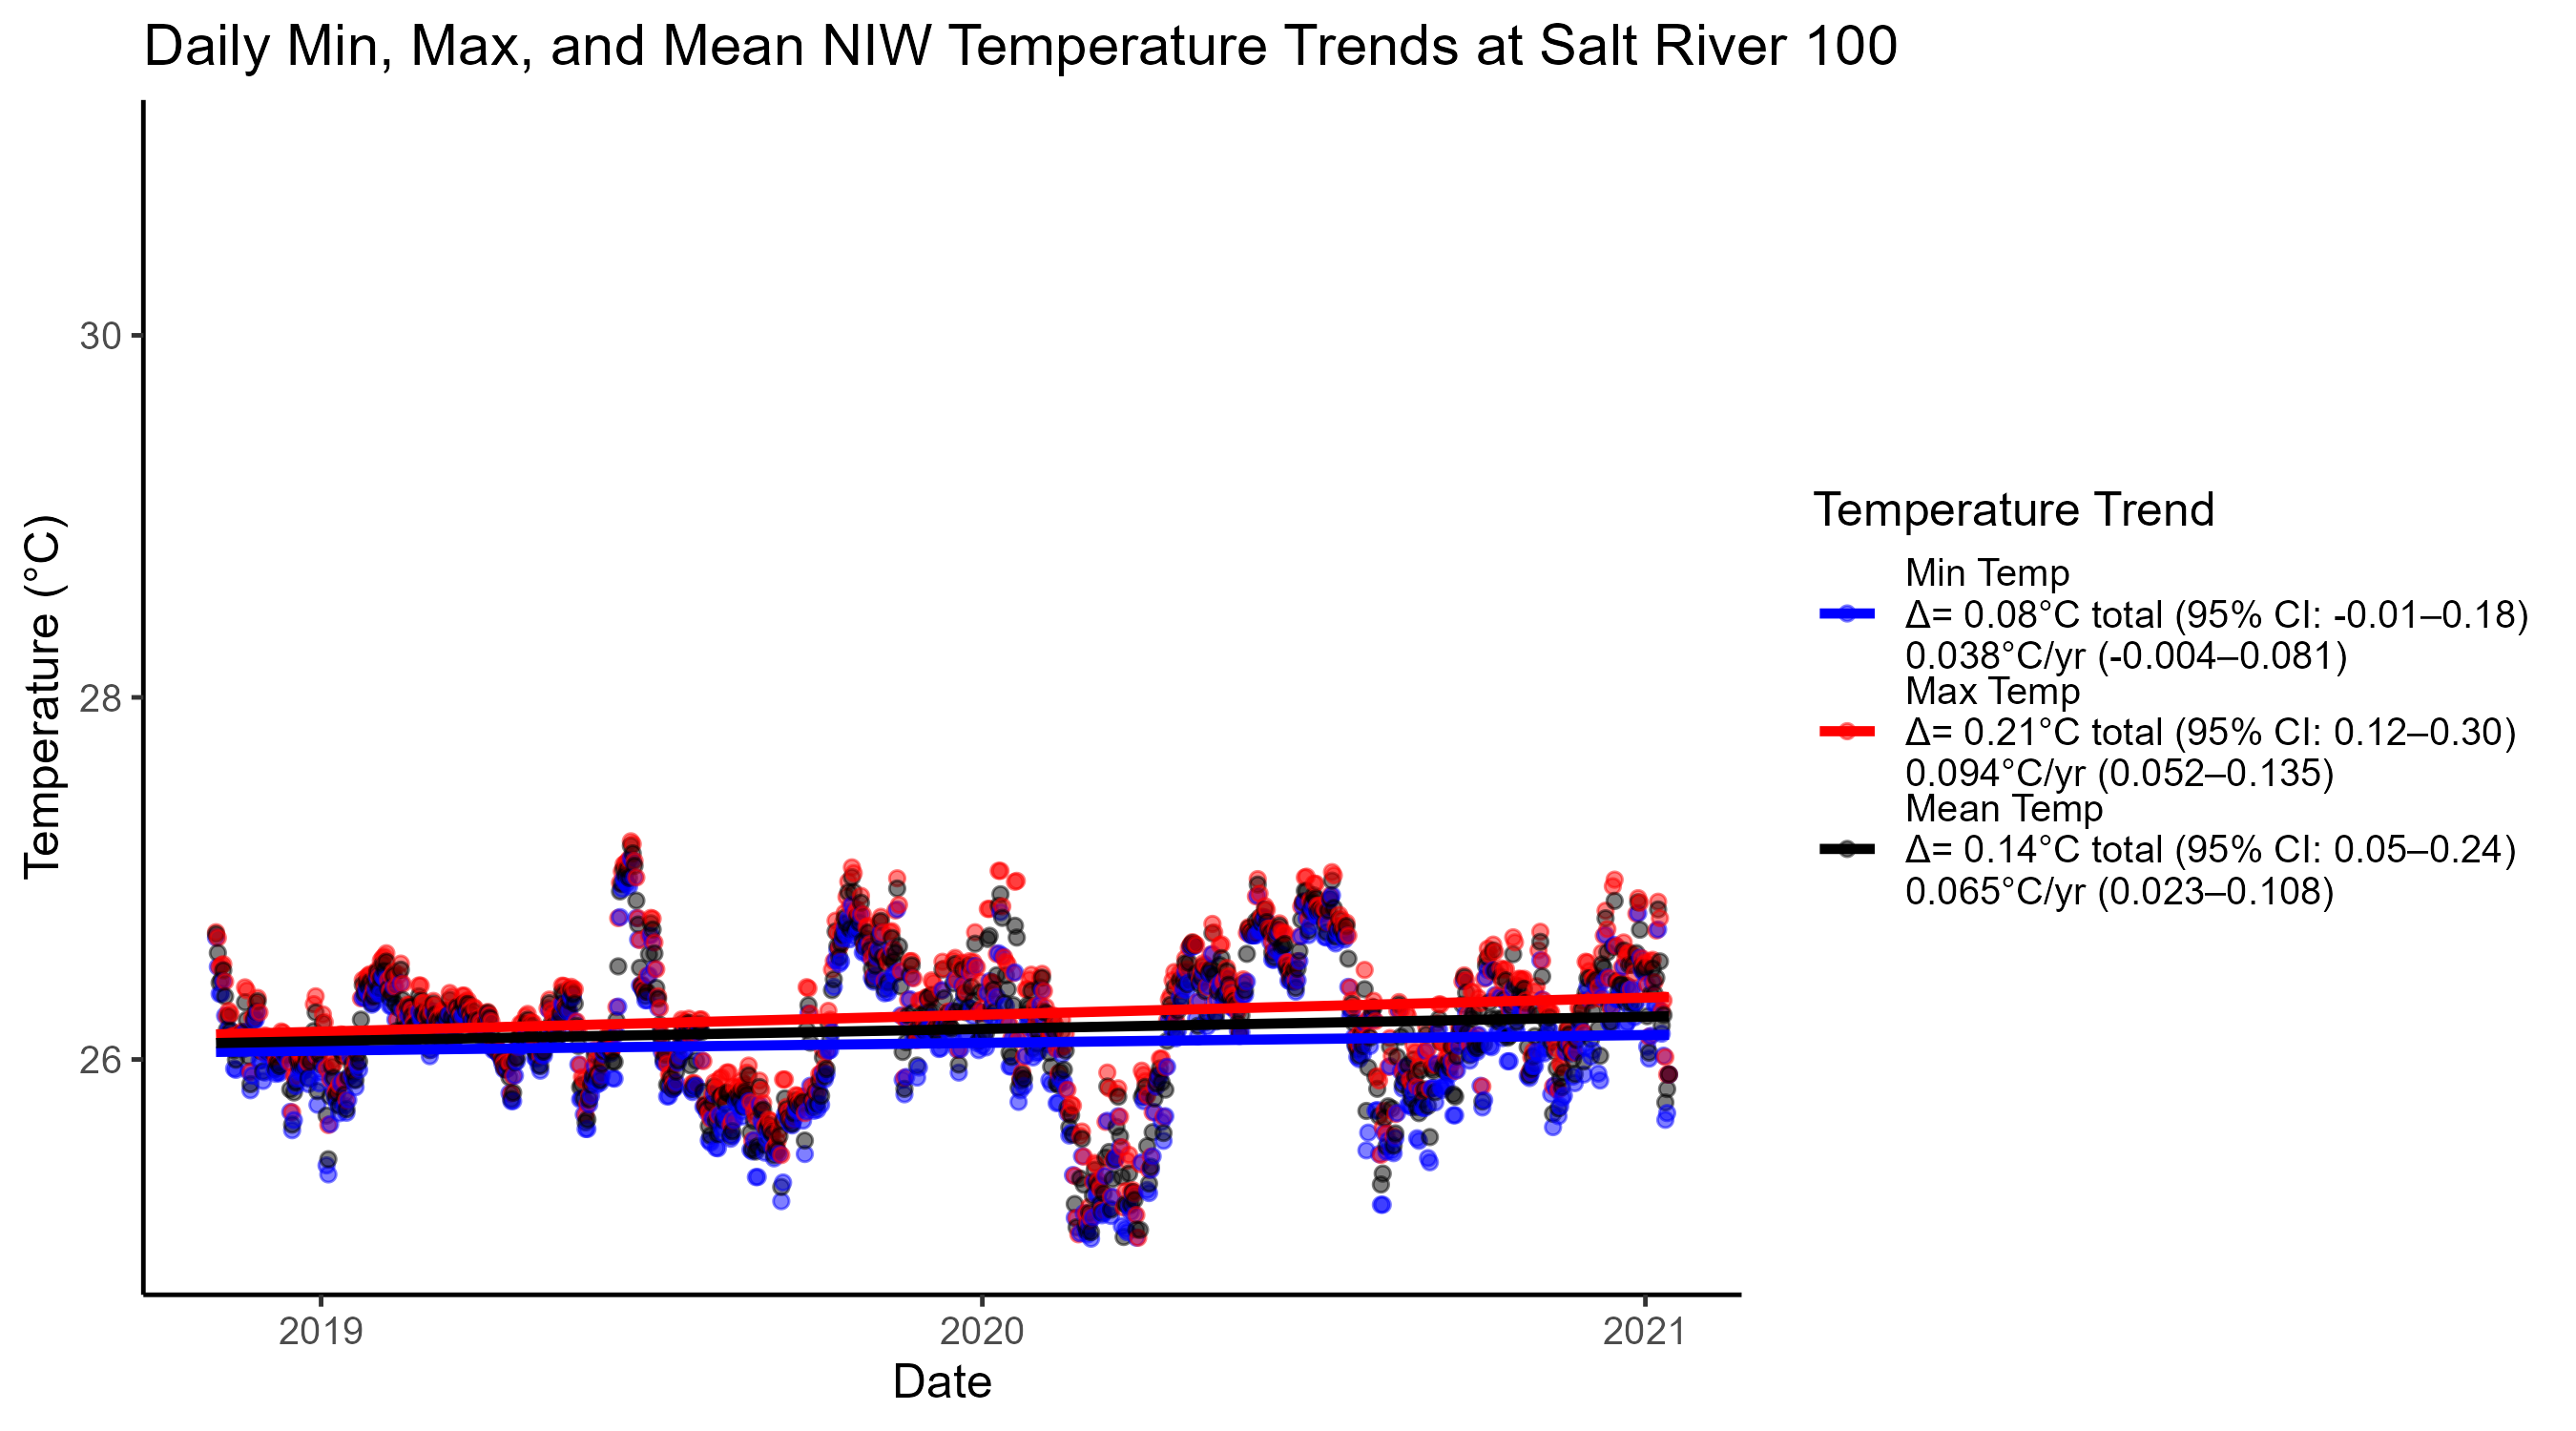 Daily Min, Max, and Mean NIW Temperature Trends at Salt River 100
Temperature (°C)
30
28
26
2019
2020
2021
Date
Temperature Trend
Min Temp
Δ= 0.08°C total (95% CI: -0.01–0.18)
0.038°C/yr (-0.004–0.081)
Max Temp
Δ= 0.21°C total (95% CI: 0.12–0.30)
0.094°C/yr (0.052–0.135)
Mean Temp
Δ= 0.14°C total (95% CI: 0.05–0.24)
0.065°C/yr (0.023–0.108)